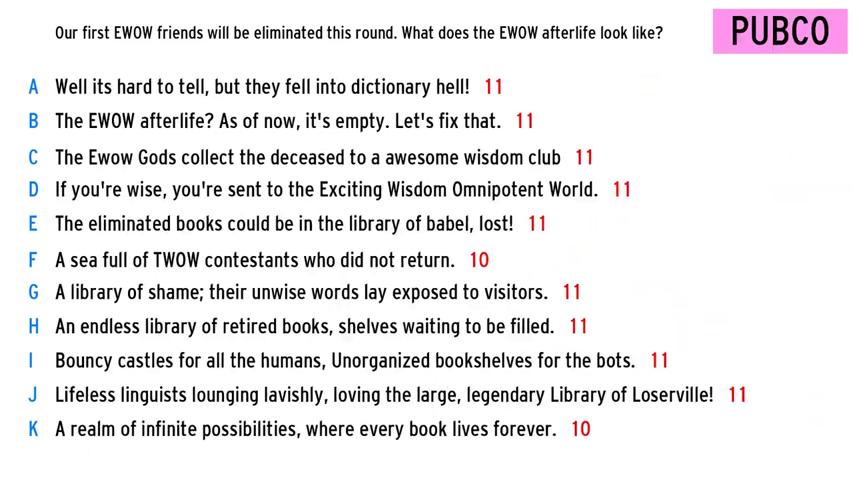 Our first EWOW friends will be eliminated this round. What does the EWOW afterlife look like?
PUBCO
A Well its hard to tell, but they fell into dictionary hell! 11
B The EWOW afterlife? As of now, it's empty. Let's fix that. 11
C The Ewow Gods collect the deceased to a awesome wisdom club 11
D If you're wise, you're sent to the Exciting Wisdom Omnipotent World. 11
E The eliminated books could be in the library of babel, lost! 11
F A sea full of TWOW contestants who did not return. 10
G A library of shame; their unwise words lay exposed to visitors. 11
H An endless library of retired books, shelves waiting to be filled. 11
I Bouncy castles for all the humans, Unorganized bookshelves for the bots. 11
J Lifeless linguists lounging lavishly, loving the large, legendary Library of Loserville! 11
K A realm of infinite possibilities, where every book lives forever. 10